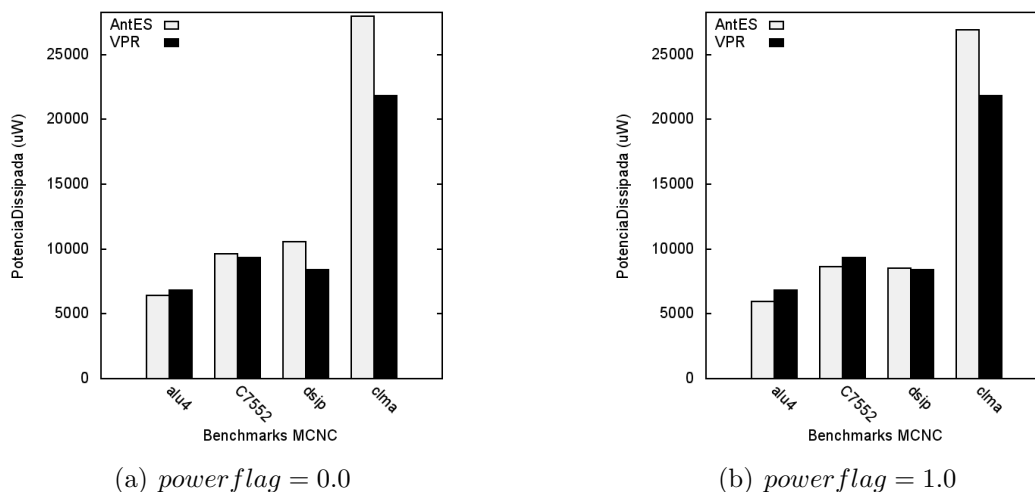 AntES
VPR
25000
20000
15000
10000
5000
0
PotenciaDissipada (uW)
alu4
C7552
dsip
clma
Benchmarks MCNC
(a) powerflag = 0.0
AntES
VPR
25000
20000
15000
10000
5000
0
PotenciaDissipada (uW)
alu4
C7552
dsip
clma
Benchmarks MCNC
(b) powerflag = 1.0